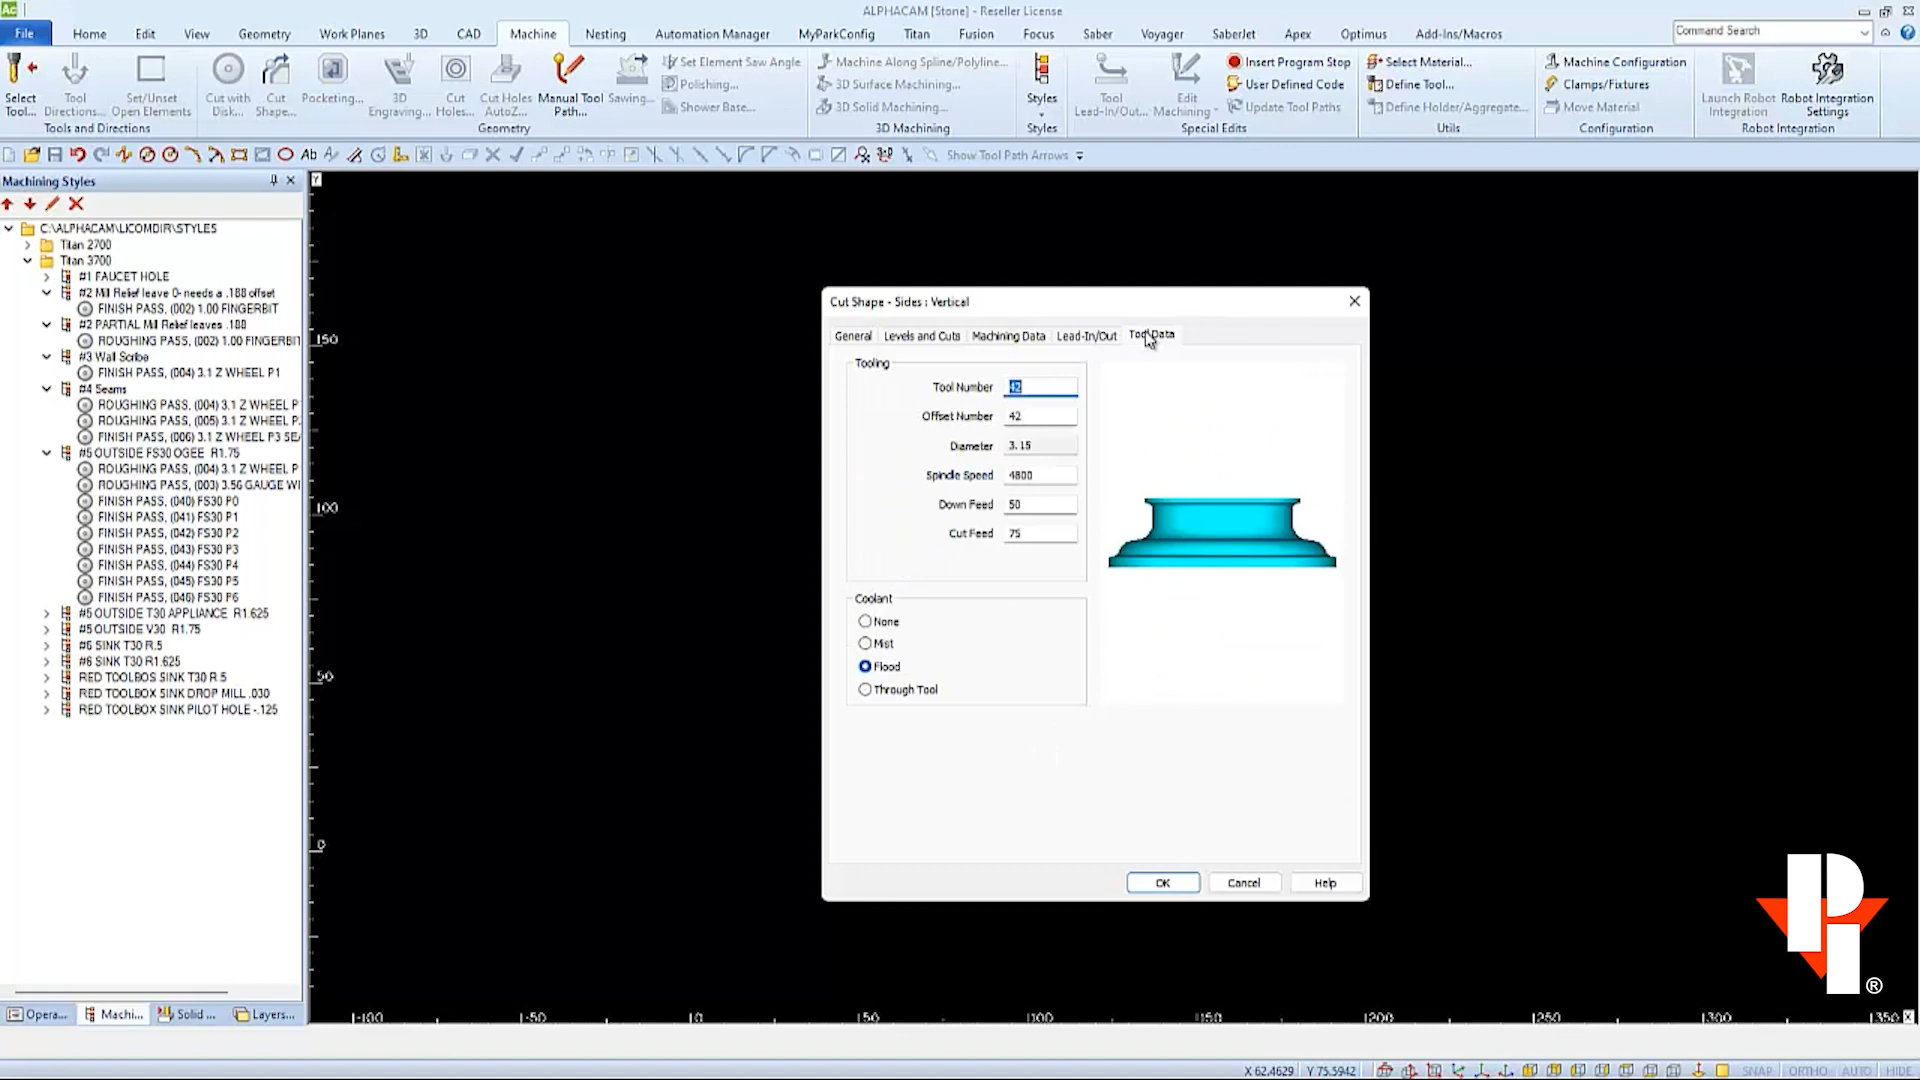 ALPHACAM [Stone] - Reseller License
File Home Edit View Geometry Work Planes 3D CAD Machine Nesting Automation Manager MyParkConfig Titan Fusion Focus Saber Voyager SaberJet Apex Optimus Add-Ins/Macros Command Search
Select Tool... Tool Directions... Set/Unset Open Elements
Tools and Directions
Cut with Disk... Cut Shape... Pocketing... 3D Engraving... Cut Holes... Cut Holes AutoZ... Manual Tool Path... Sawing...
Set Element Saw Angle
Polishing...
Shower Base...
Geometry
Machine Along Spline/Polyline...
3D Surface Machining...
3D Solid Machining...
3D Machining
Styles
Styles
Tool Lead-In/Out... Edit Machining
Insert Program Stop
User Defined Code
Update Tool Paths
Special Edits
Select Material...
Define Tool...
Define Holder/Aggregate...
Utils
Machine Configuration
Clamps/Fixtures
Move Material
Configuration
Launch Robot Integration Robot Integration Settings
Robot Integration
Show Tool Path Arrows
Machining Styles
C:\ALPHACAM\LICOMDIR\STYLES
Titan 2700
Titan 3700
#1 FAUCET HOLE
#2 Mill Relief leave 0- needs a .188 offset
FINISH PASS, (002) 1.00 FINGERBIT
#2 PARTIAL Mill Relief leaves .188
ROUGHING PASS, (002) 1.00 FINGERBIT
#3 Wall Scribe
FINISH PASS, (004) 3.1 Z WHEEL P1
#4 Seams
ROUGHING PASS, (004) 3.1 Z WHEEL P
ROUGHING PASS, (005) 3.1 Z WHEEL P
FINISH PASS, (006) 3.1 Z WHEEL P3 SE
#5 OUTSIDE FS30 OGEE R1.75
ROUGHING PASS, (004) 3.1 Z WHEEL P
ROUGHING PASS, (003) 3.56 GAUGE WI
FINISH PASS, (040) FS30 P0
FINISH PASS, (041) FS30 P1
FINISH PASS, (042) FS30 P2
FINISH PASS, (043) FS30 P3
FINISH PASS, (044) FS30 P4
FINISH PASS, (045) FS30 P5
FINISH PASS, (046) FS30 P6
#5 OUTSIDE T30 APPLIANCE R1.625
#5 OUTSIDE V30 R1.75
#6 SINK T30 R.5
#6 SINK T30 R1.625
RED TOOLBOS SINK T30 R.5
RED TOOLBOX SINK DROP MILL .030
RED TOOLBOX SINK PILOT HOLE -.125
Opera... Machi... Solid ... Layers...
Y
150
100
50
0
-100 -50 0 50 100 150 200 250 300 350 X
Cut Shape - Sides : Vertical
General Levels and Cuts Machining Data Lead-In/Out Tool Data
Tooling
Tool Number 42
Offset Number 42
Diameter 3.15
Spindle Speed 4800
Down Feed 50
Cut Feed 75
Coolant
None
Mist
Flood
Through Tool
OK Cancel Help
PI ®
X 62.4629 Y 75.5942 SNAP ORTHO AUTO HIDE